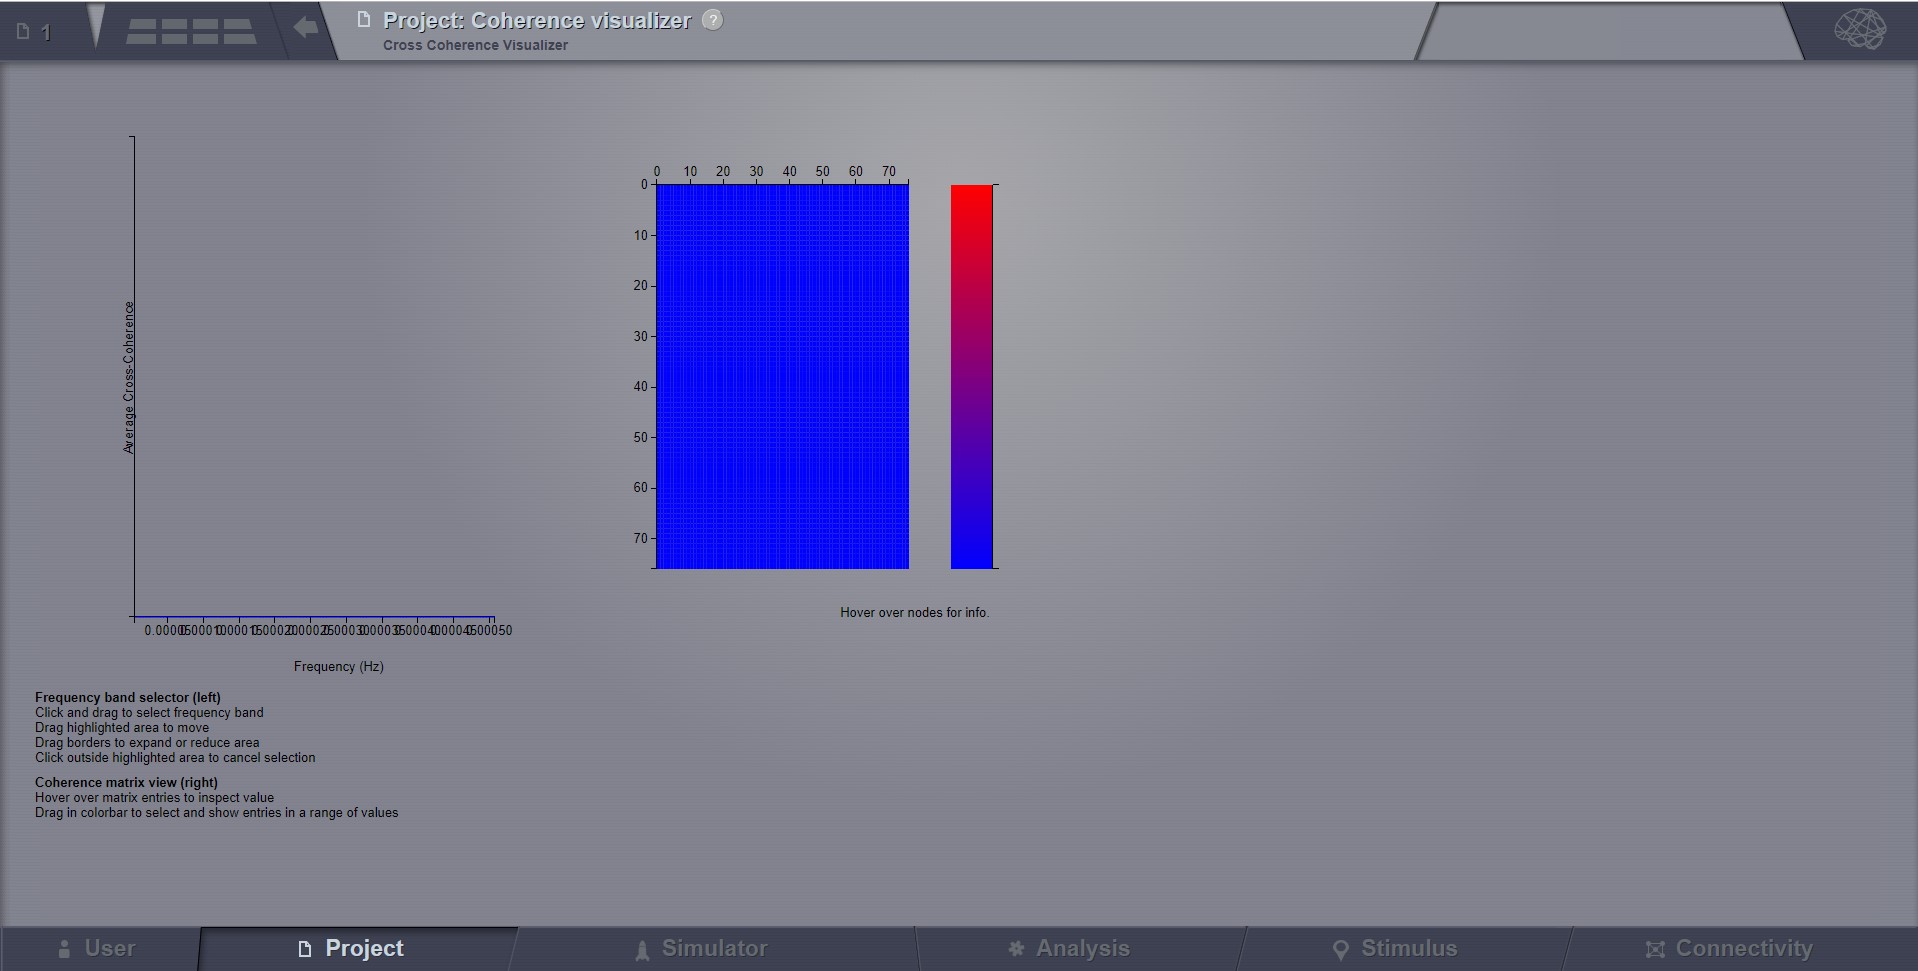 1
Project: Coherence visualizer ?
Cross Coherence Visualizer
0 10 20 30 40 50 60 70
0
10
20
30
40
50
60
70
Average Cross-Coherence
Hover over nodes for info.
Frequency (Hz)
Frequency band selector (left)
Click and drag to select frequency band
Drag highlighted area to move
Drag borders to expand or reduce area
Click outside highlighted area to cancel selection
Coherence matrix view (right)
Hover over matrix entries to inspect value
Drag in colorbar to select and show entries in a range of values
User Project Simulator Analysis Stimulus Connectivity